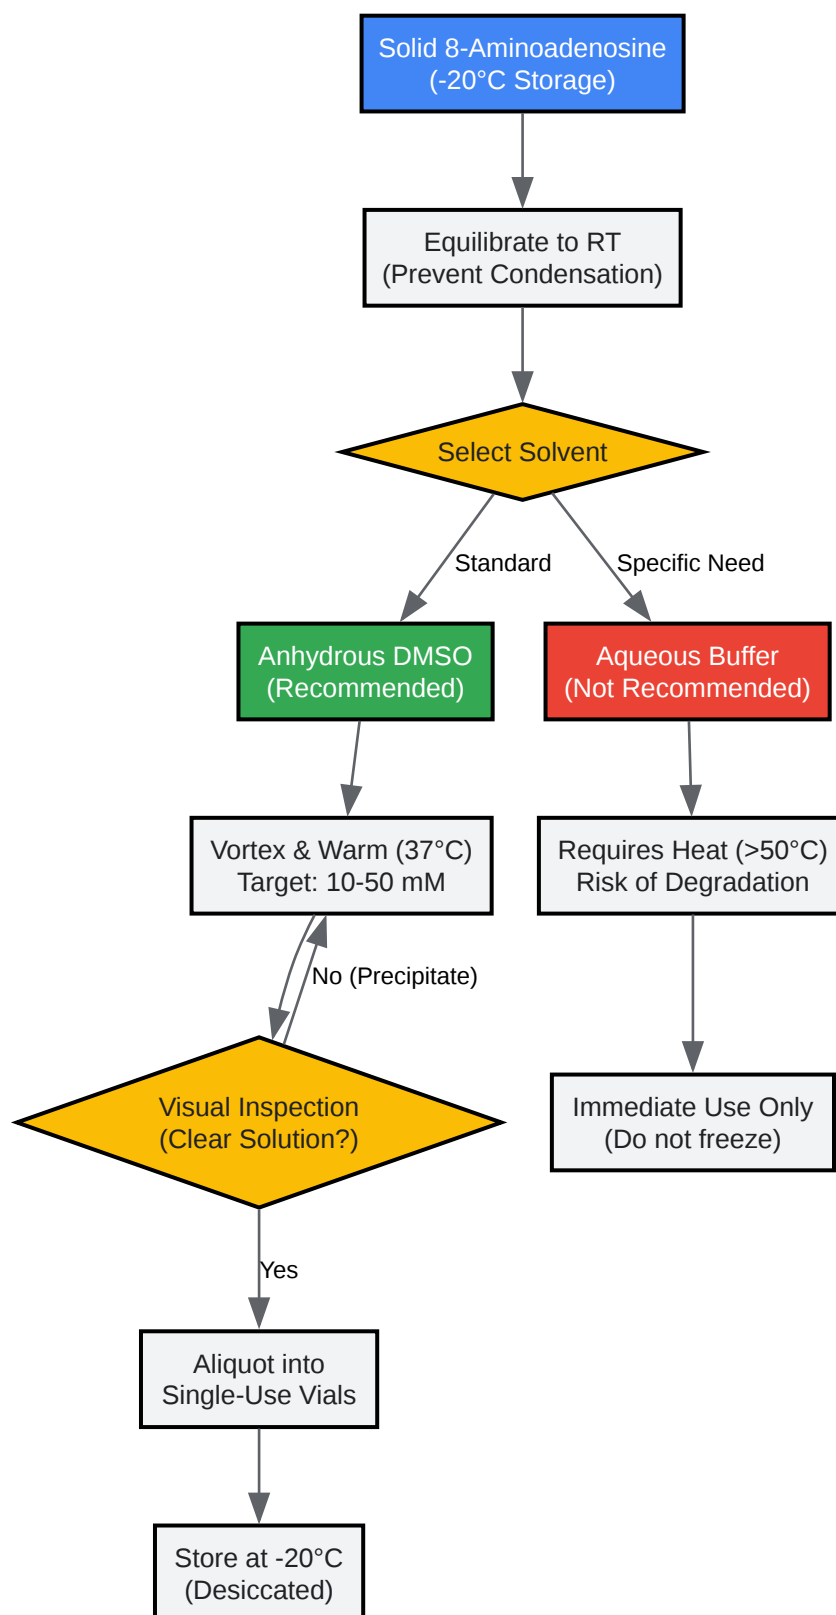 Solid 8-Aminoadenosine
(-20°C Storage)
Equilibrate to RT
(Prevent Condensation)
Select Solvent
Standard
Specific Need
Anhydrous DMSO
(Recommended)
Aqueous Buffer
(Not Recommended)
Vortex & Warm (37°C)
Target: 10-50 mM
Requires Heat (>50°C)
Risk of Degradation
No (Precipitate)
Visual Inspection
(Clear Solution?)
Immediate Use Only
(Do not freeze)
Yes
Aliquot into
Single-Use Vials
Store at -20°C
(Desiccated)